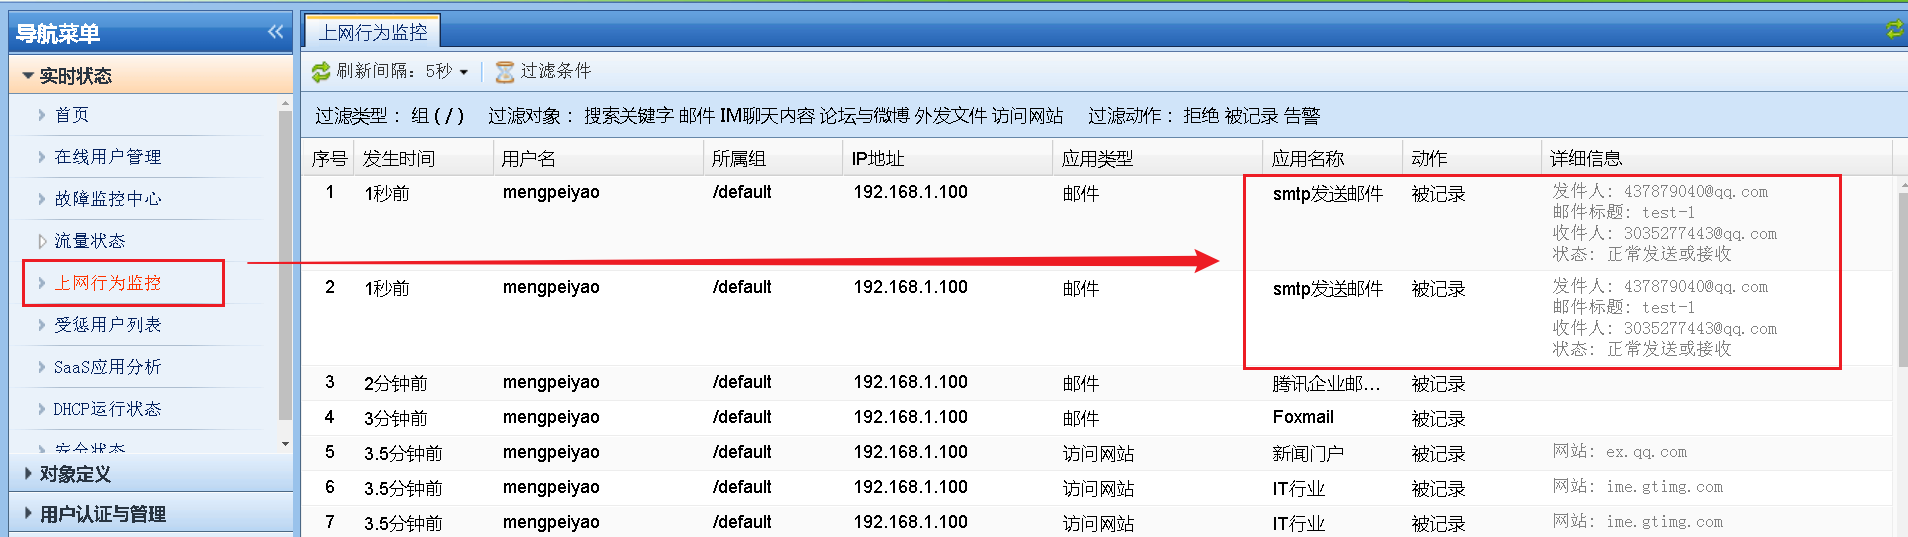 导航菜单
实时状态
首页
在线用户管理
故障监控中心
流量状态
上网行为监控
受惩用户列表
SaaS应用分析
DHCP运行状态
安全状态
对象定义
用户认证与管理
上网行为监控
刷新间隔：5秒 过滤条件
过滤类型： 组 ( / ) 过滤对象： 搜索关键字 邮件 IM聊天内容 论坛与微博 外发文件 访问网站 过滤动作： 拒绝 被记录 告警
序号 发生时间 用户名 所属组 IP地址 应用类型 应用名称 动作 详细信息
1 1秒前 mengpeiyao /default 192.168.1.100 邮件 smtp发送邮件 被记录 发件人: 437879040@qq.com
邮件标题: test-1
收件人: 3035277443@qq.com
状态: 正常发送或接收
2 1秒前 mengpeiyao /default 192.168.1.100 邮件 smtp发送邮件 被记录 发件人: 437879040@qq.com
邮件标题: test-1
收件人: 3035277443@qq.com
状态: 正常发送或接收
3 2分钟前 mengpeiyao /default 192.168.1.100 邮件 腾讯企业邮... 被记录
4 3分钟前 mengpeiyao /default 192.168.1.100 邮件 Foxmail 被记录
5 3.5分钟前 mengpeiyao /default 192.168.1.100 访问网站 新闻门户 被记录 网站: ex.qq.com
6 3.5分钟前 mengpeiyao /default 192.168.1.100 访问网站 IT行业 被记录 网站: ime.gtimg.com
7 3.5分钟前 mengpeiyao /default 192.168.1.100 访问网站 IT行业 被记录 网站: ime.gtimg.com